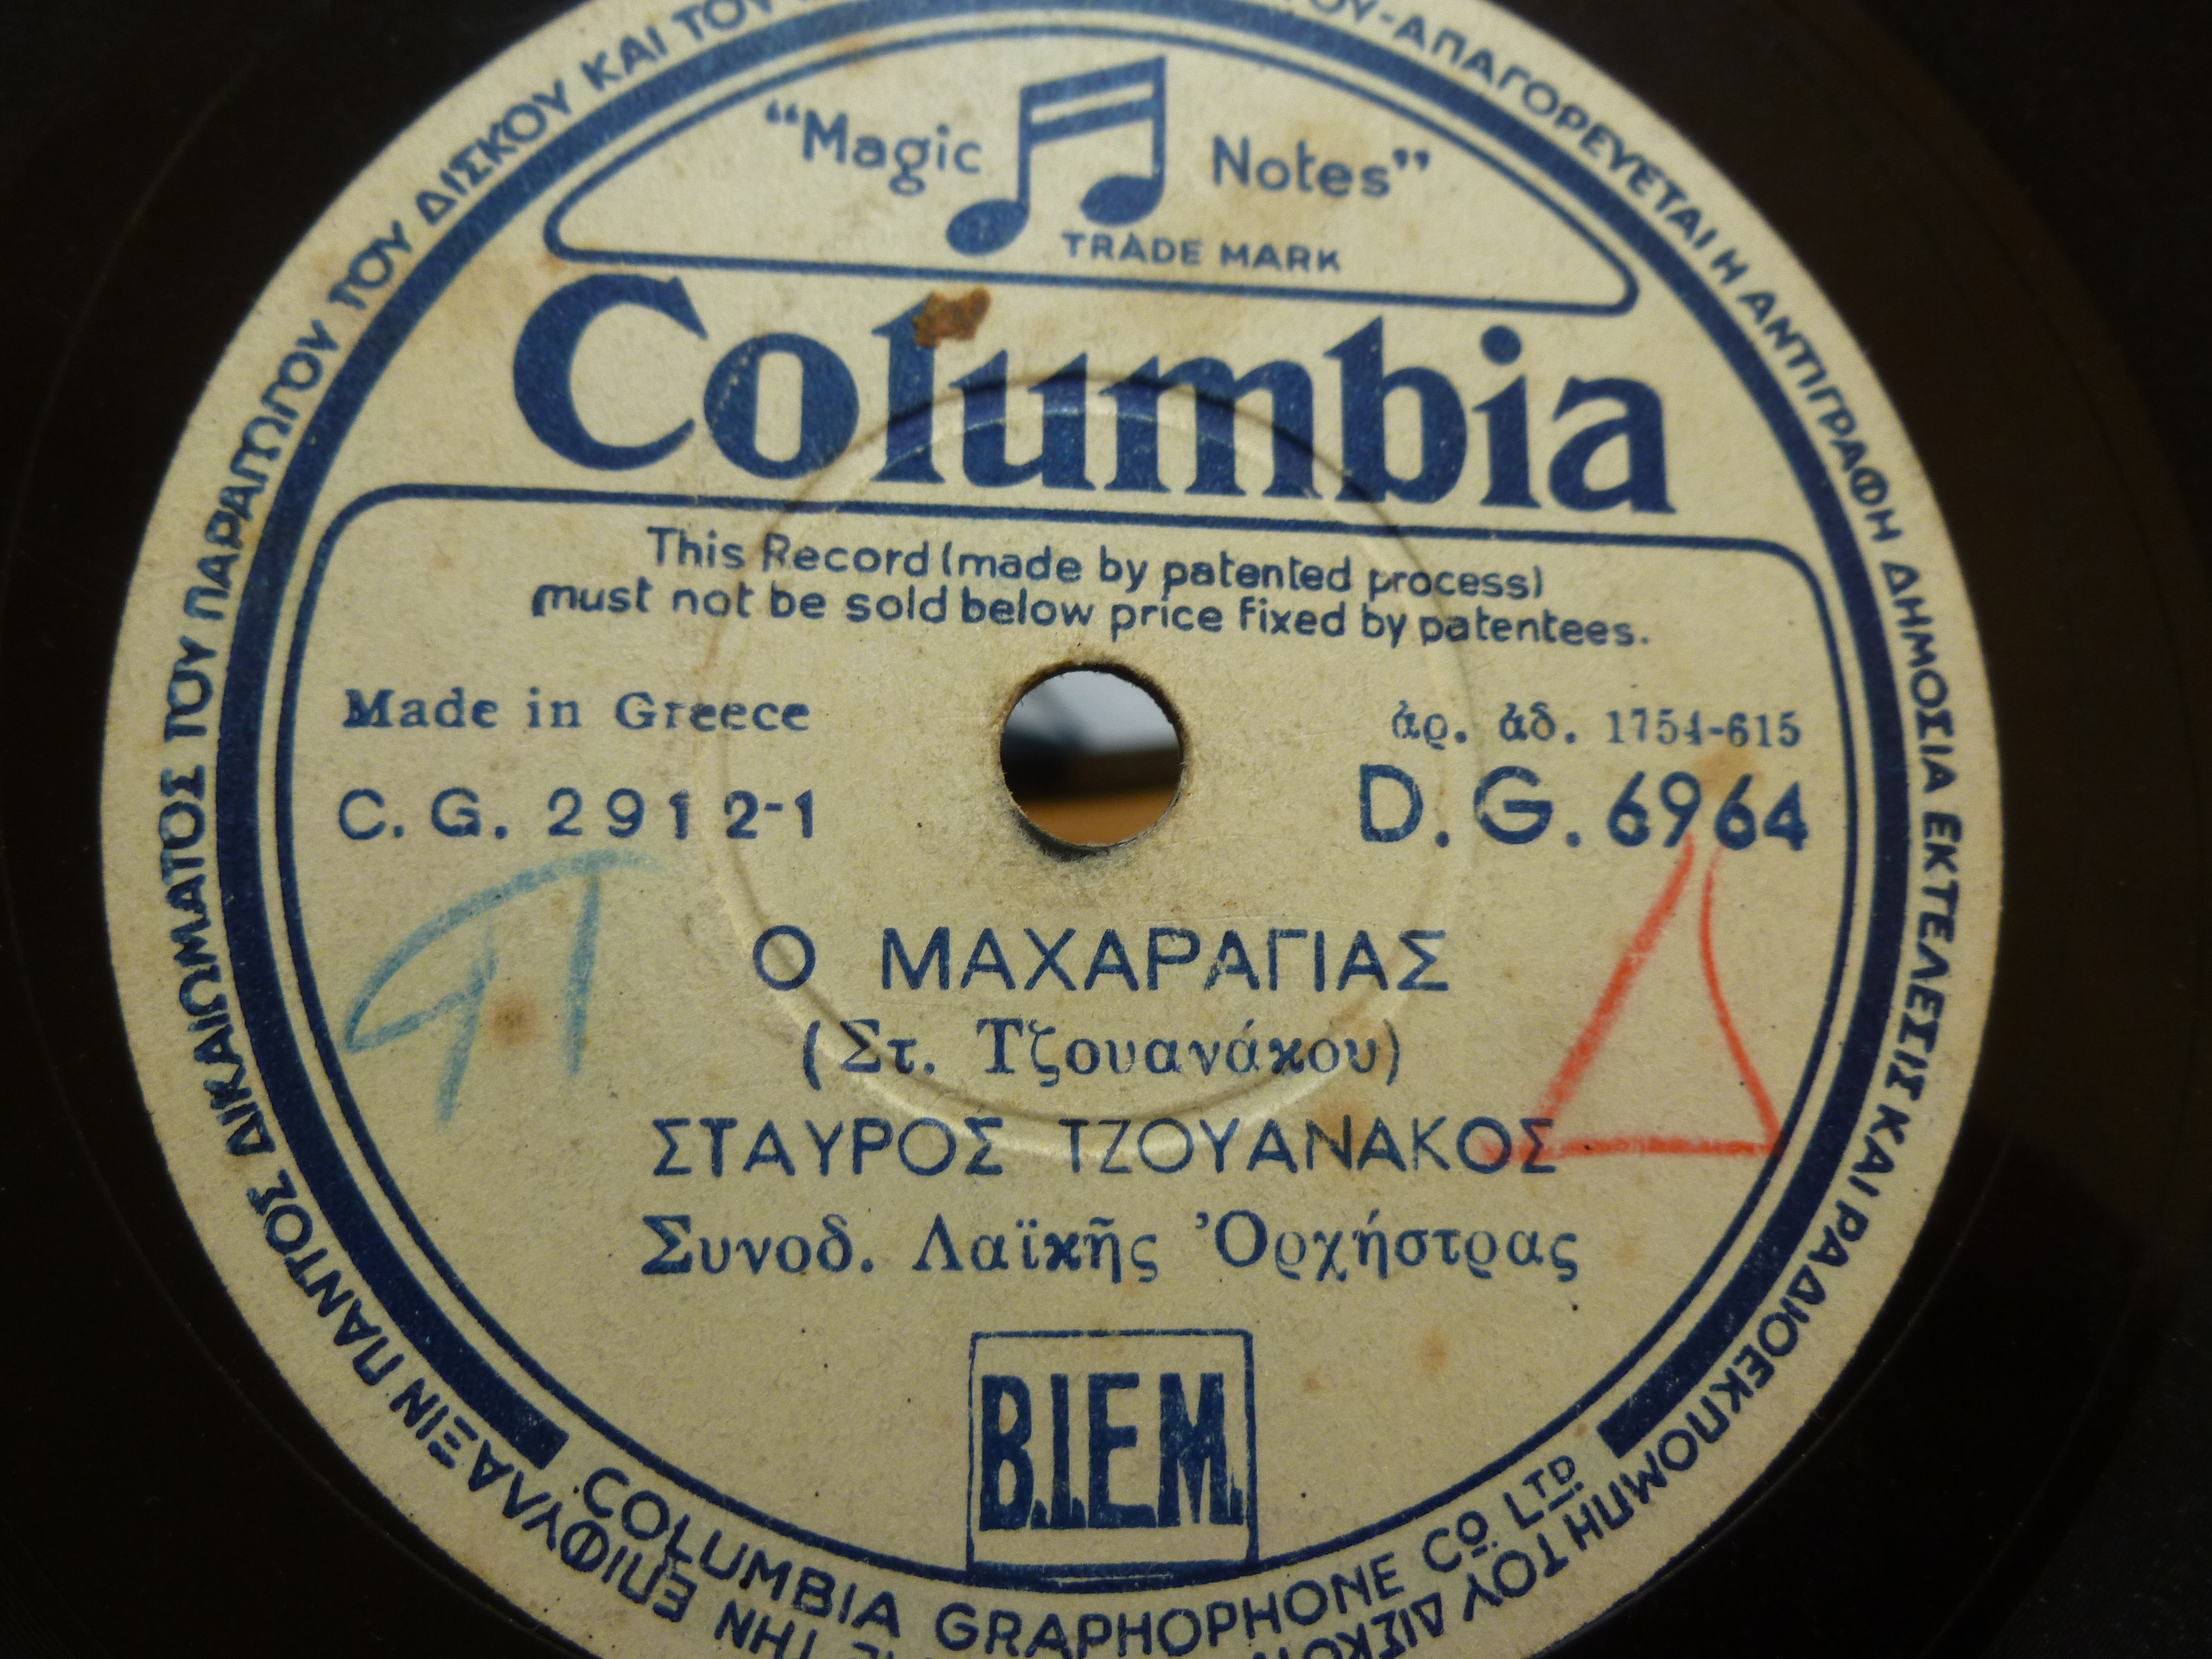 “Magic Notes”
TRADE MARK
Columbia
This Record (made by patented process)
must not be sold below price fixed by patentees.
Made in Greece
ἀρ. ἀδ. 1754-615
C. G. 2912-1
D. G. 6964
Ο ΜΑΧΑΡΑΓΙΑΣ
(Στ. Τζουανάκου)
ΣΤΑΥΡΟΣ ΤΖΟΥΑΝΑΚΟΣ
Συνοδ. Λαϊκῆς Ὀρχήστρας
B.I.E.M.
COLUMBIA GRAPHOPHONE CO. LTD.
ΤΗΝ ΕΠΙΦΥΛΑΞΙΝ ΠΑΝΤΟΣ ΔΙΚΑΙΩΜΑΤΟΣ ΤΟΥ ΠΑΡΑΓΩΓΟΥ ΤΟΥ ΔΙΣΚΟΥ ΚΑΙ ΤΟΥ
-ΑΠΑΓΟΡΕΥΕΤΑΙ Η ΑΝΤΙΓΡΑΦΗ ΔΗΜΟΣΙΑ ΕΚΤΕΛΕΣΙΣ ΚΑΙ ΡΑΔΙΟΕΚΠΟΜΠΗ ΤΟΥ ΔΙΣΚΟΥ